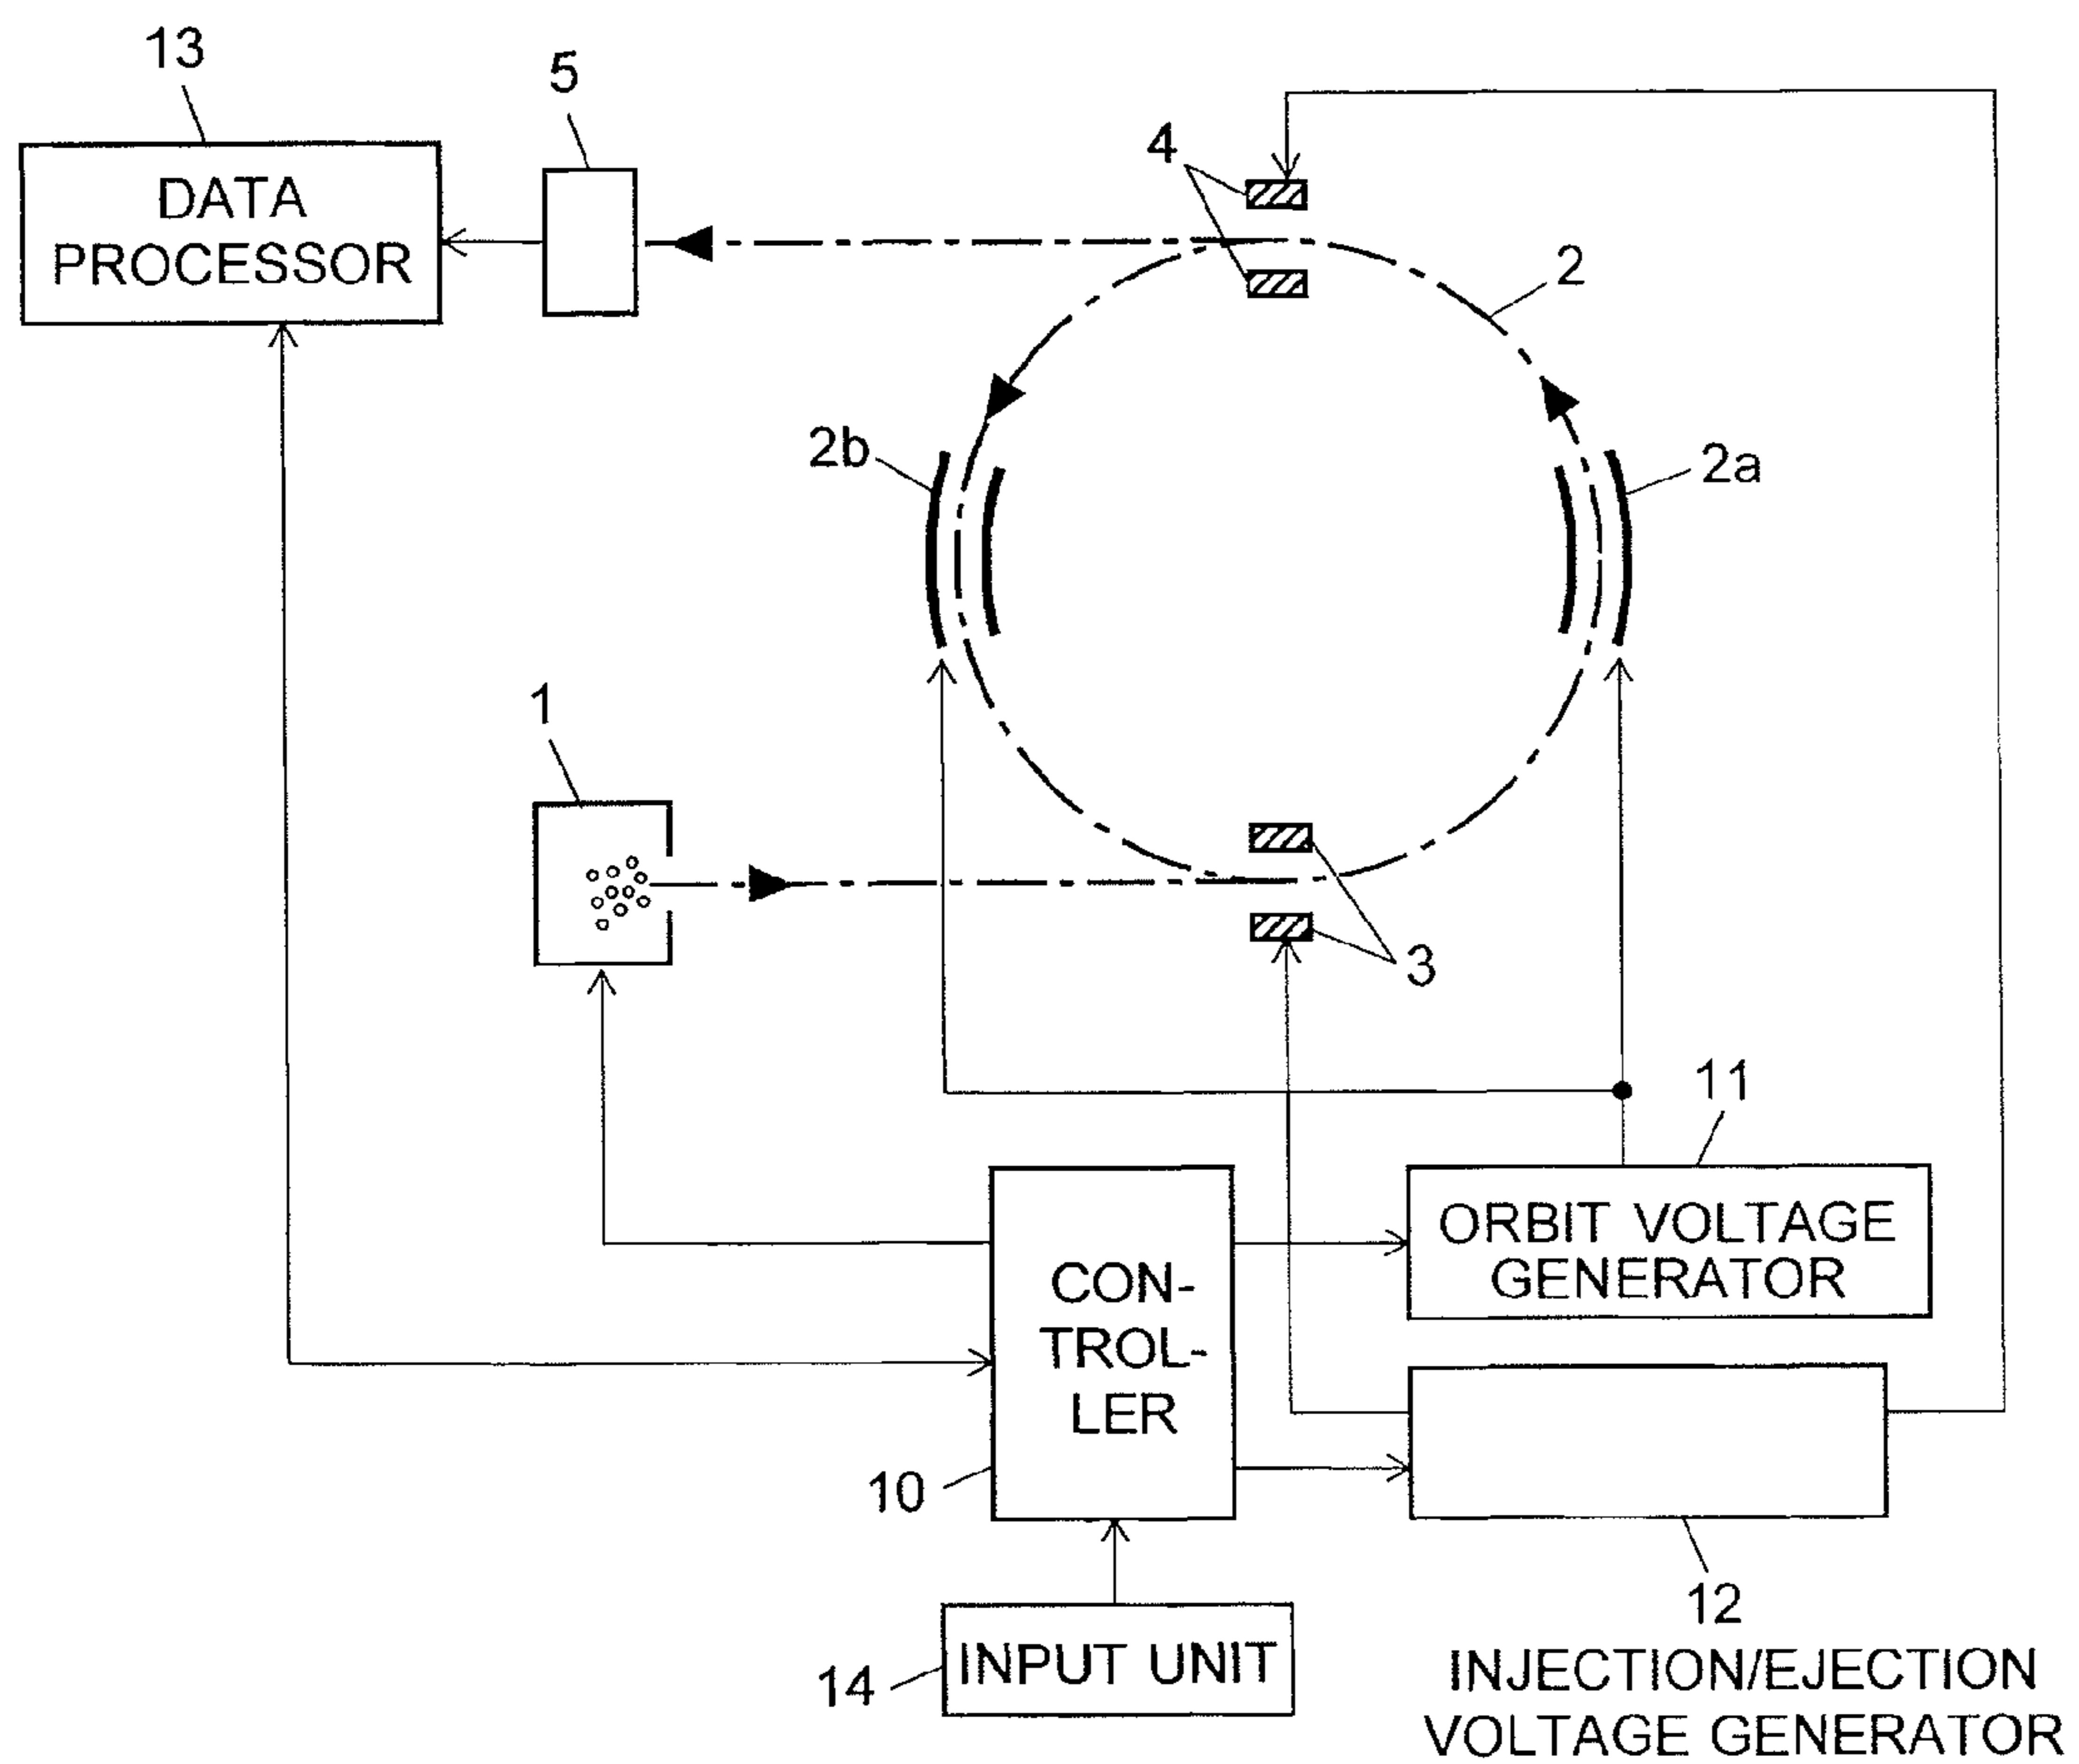 13
5
4
DATA
PROCESSOR
2
2b
2a
1
3
11
ORBIT VOLTAGE
GENERATOR
CON-
TROL-
LER
10
12
INPUT UNIT
14
INJECTION/EJECTION
VOLTAGE GENERATOR